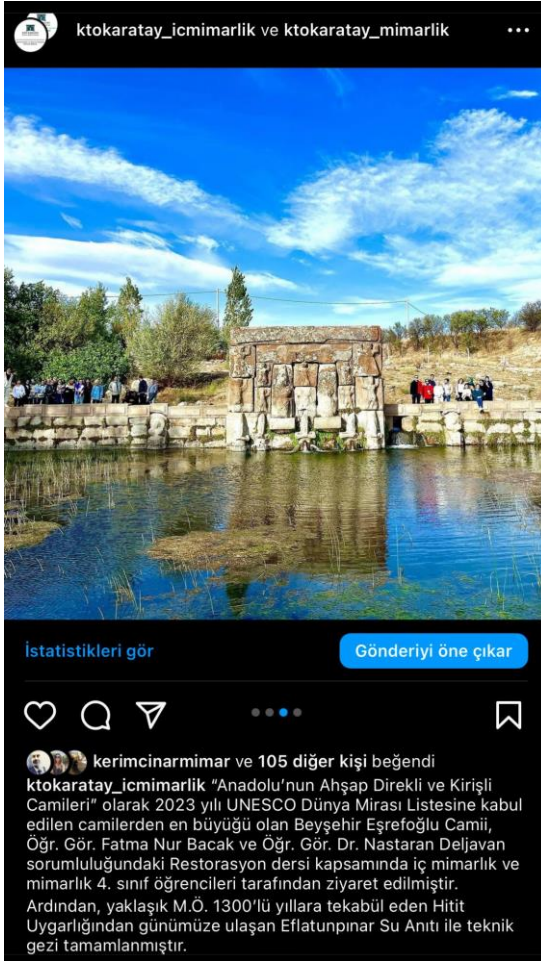 ktokaratay_icmimarlik ve ktokaratay_mimarlik
İstatistikleri gör
Gönderiyi öne çıkar
kerimcinarmimar ve 105 diğer kişi beğendi
ktokaratay_icmimarlik “Anadolu’nun Ahşap Direkli ve Kirişli
Camileri” olarak 2023 yılı UNESCO Dünya Mirası Listesine kabul
edilen camilerden en büyüğü olan Beyşehir Eşrefoğlu Camii,
Öğr. Gör. Fatma Nur Bacak ve Öğr. Gör. Dr. Nastaran Deljavan
sorumluluğundaki Restorasyon dersi kapsamında iç mimarlık ve
mimarlık 4. sınıf öğrencileri tarafından ziyaret edilmiştir.
Ardından, yaklaşık M.Ö. 1300’lü yıllara tekabül eden Hitit
Uygarlığından günümüze ulaşan Eflatunpınar Su Anıtı ile teknik
gezi tamamlanmıştır.